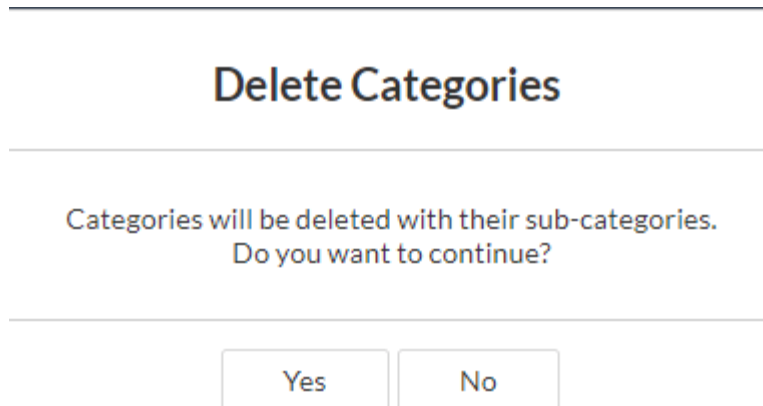 Delete Categories
Categories will be deleted with their sub-categories.
Do you want to continue?
Yes
No